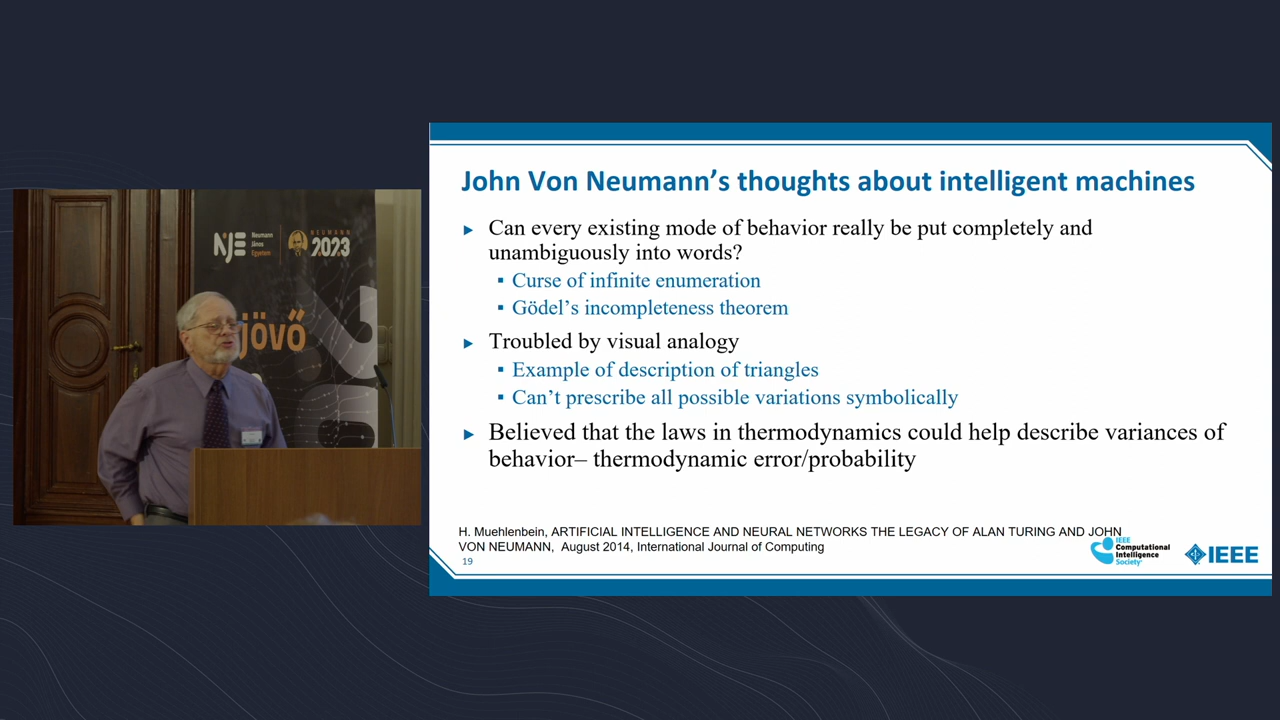 NJE
Neumann
János
Egyetem
NEUMANN
2023
jövő
John Von Neumann’s thoughts about intelligent machines
Can every existing mode of behavior really be put completely and
unambiguously into words?
Curse of infinite enumeration
Gödel’s incompleteness theorem
Troubled by visual analogy
Example of description of triangles
Can’t prescribe all possible variations symbolically
Believed that the laws in thermodynamics could help describe variances of
behavior– thermodynamic error/probability
H. Muehlenbein, ARTIFICIAL INTELLIGENCE AND NEURAL NETWORKS THE LEGACY OF ALAN TURING AND JOHN
VON NEUMANN, August 2014, International Journal of Computing
19
IEEE
Computational
Intelligence
Society
IEEE